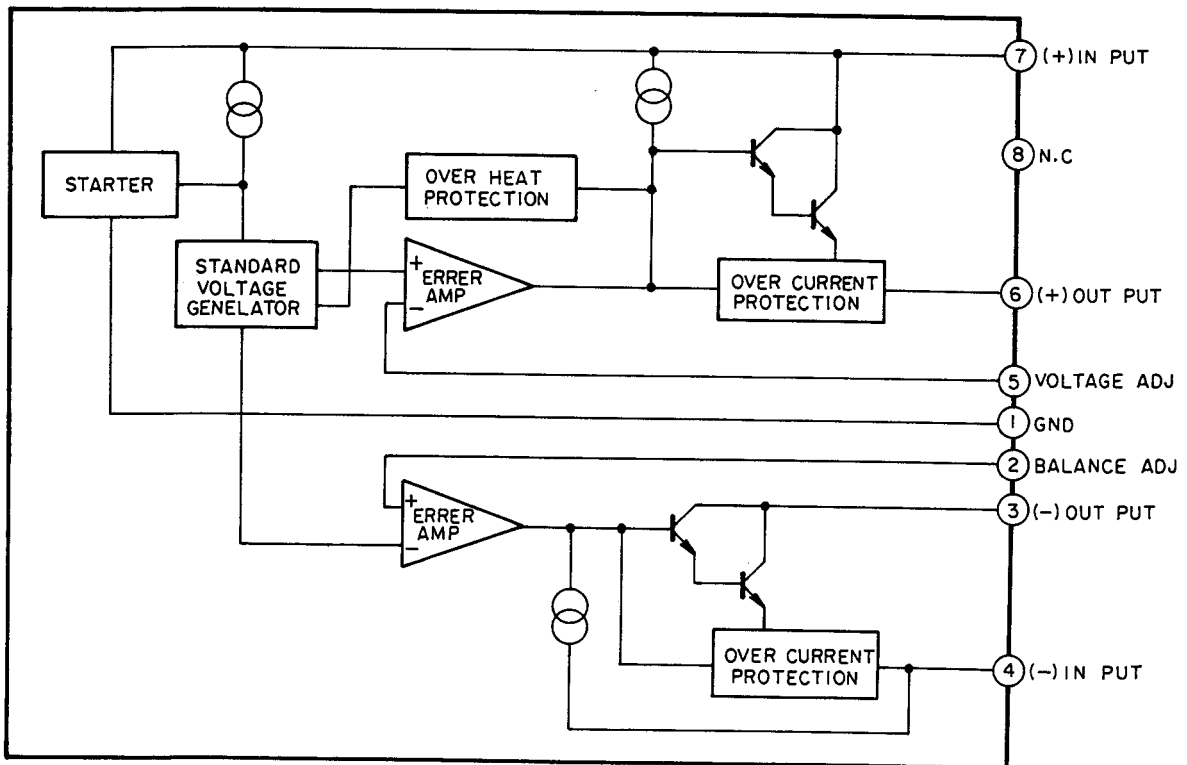 7 (+)IN PUT
8 N.C
STARTER
OVER HEAT
PROTECTION
STANDARD
VOLTAGE
GENELATOR
+
ERRER
AMP
−
OVER CURRENT
PROTECTION
6 (+)OUT PUT
5 VOLTAGE ADJ
1 GND
2 BALANCE ADJ
+
ERRER
AMP
−
3 (−)OUT PUT
OVER CURRENT
PROTECTION
4 (−)IN PUT